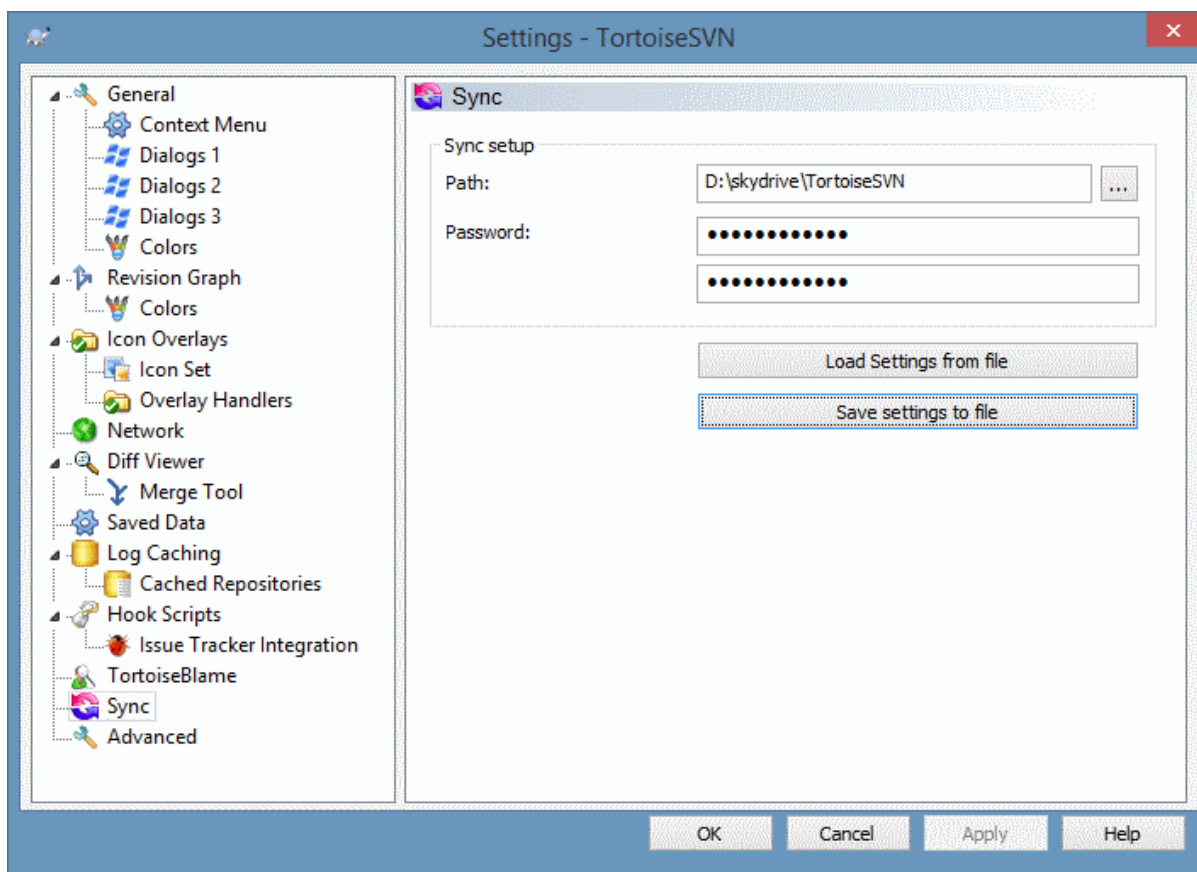 Settings - TortoiseSVN
General
Context Menu
Dialogs 1
Dialogs 2
Dialogs 3
Colors
Revision Graph
Colors
Icon Overlays
Icon Set
Overlay Handlers
Network
Diff Viewer
Merge Tool
Saved Data
Log Caching
Cached Repositories
Hook Scripts
Issue Tracker Integration
TortoiseBlame
Sync
Advanced
Sync
Sync setup
Path: D:\skydrive\TortoiseSVN ...
Password: ●●●●●●●●●●●●
●●●●●●●●●●●●
Load Settings from file
Save settings to file
OK Cancel Apply Help